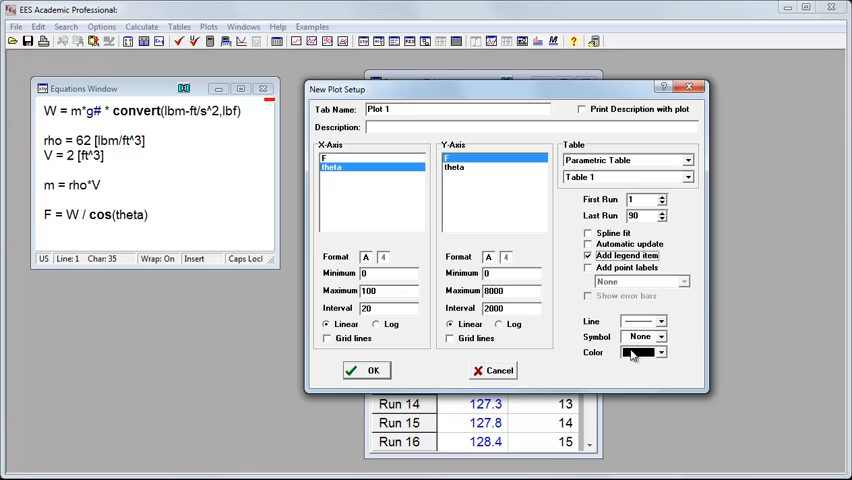 EES Academic Professional:
File Edit Search Options Calculate Tables Plots Windows Help Examples
Equations Window
W = m*g# * convert(lbm-ft/s^2,lbf)
rho = 62 [lbm/ft^3]
V = 2 [ft^3]
m = rho*V
F = W / cos(theta)
US Line: 1 Char: 35 Wrap: On Insert Caps Locl
New Plot Setup
Tab Name: Plot 1
Print Description with plot
Description:
X-Axis
F
theta
Format A 4
Minimum 0
Maximum 100
Interval 20
Linear Log
Grid lines
Y-Axis
F
theta
Format A 4
Minimum 0
Maximum 8000
Interval 2000
Linear Log
Grid lines
Table
Parametric Table
Table 1
First Run 1
Last Run 90
Spline fit
Automatic update
Add legend item
Add point labels
None
Show error bars
Line
Symbol None
Color
OK
Cancel
Run 14 127.3 13
Run 15 127.8 14
Run 16 128.4 15